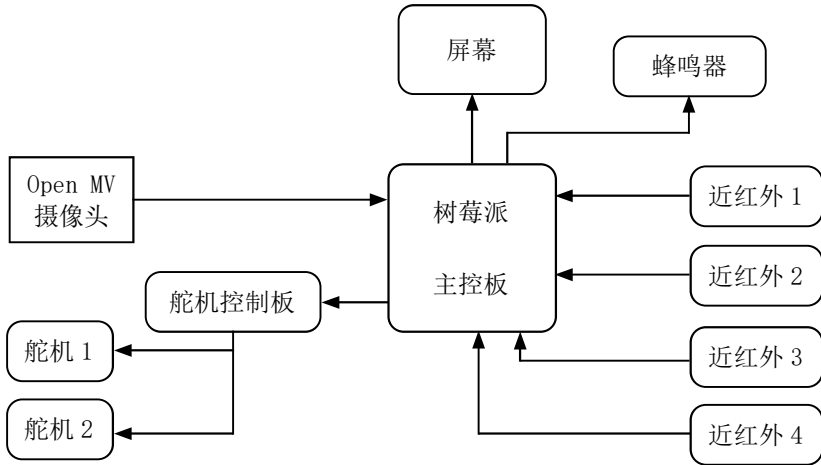 屏幕
蜂鸣器
Open MV
摄像头
树莓派
主控板
近红外 1
近红外 2
舵机控制板
舵机 1
近红外 3
舵机 2
近红外 4